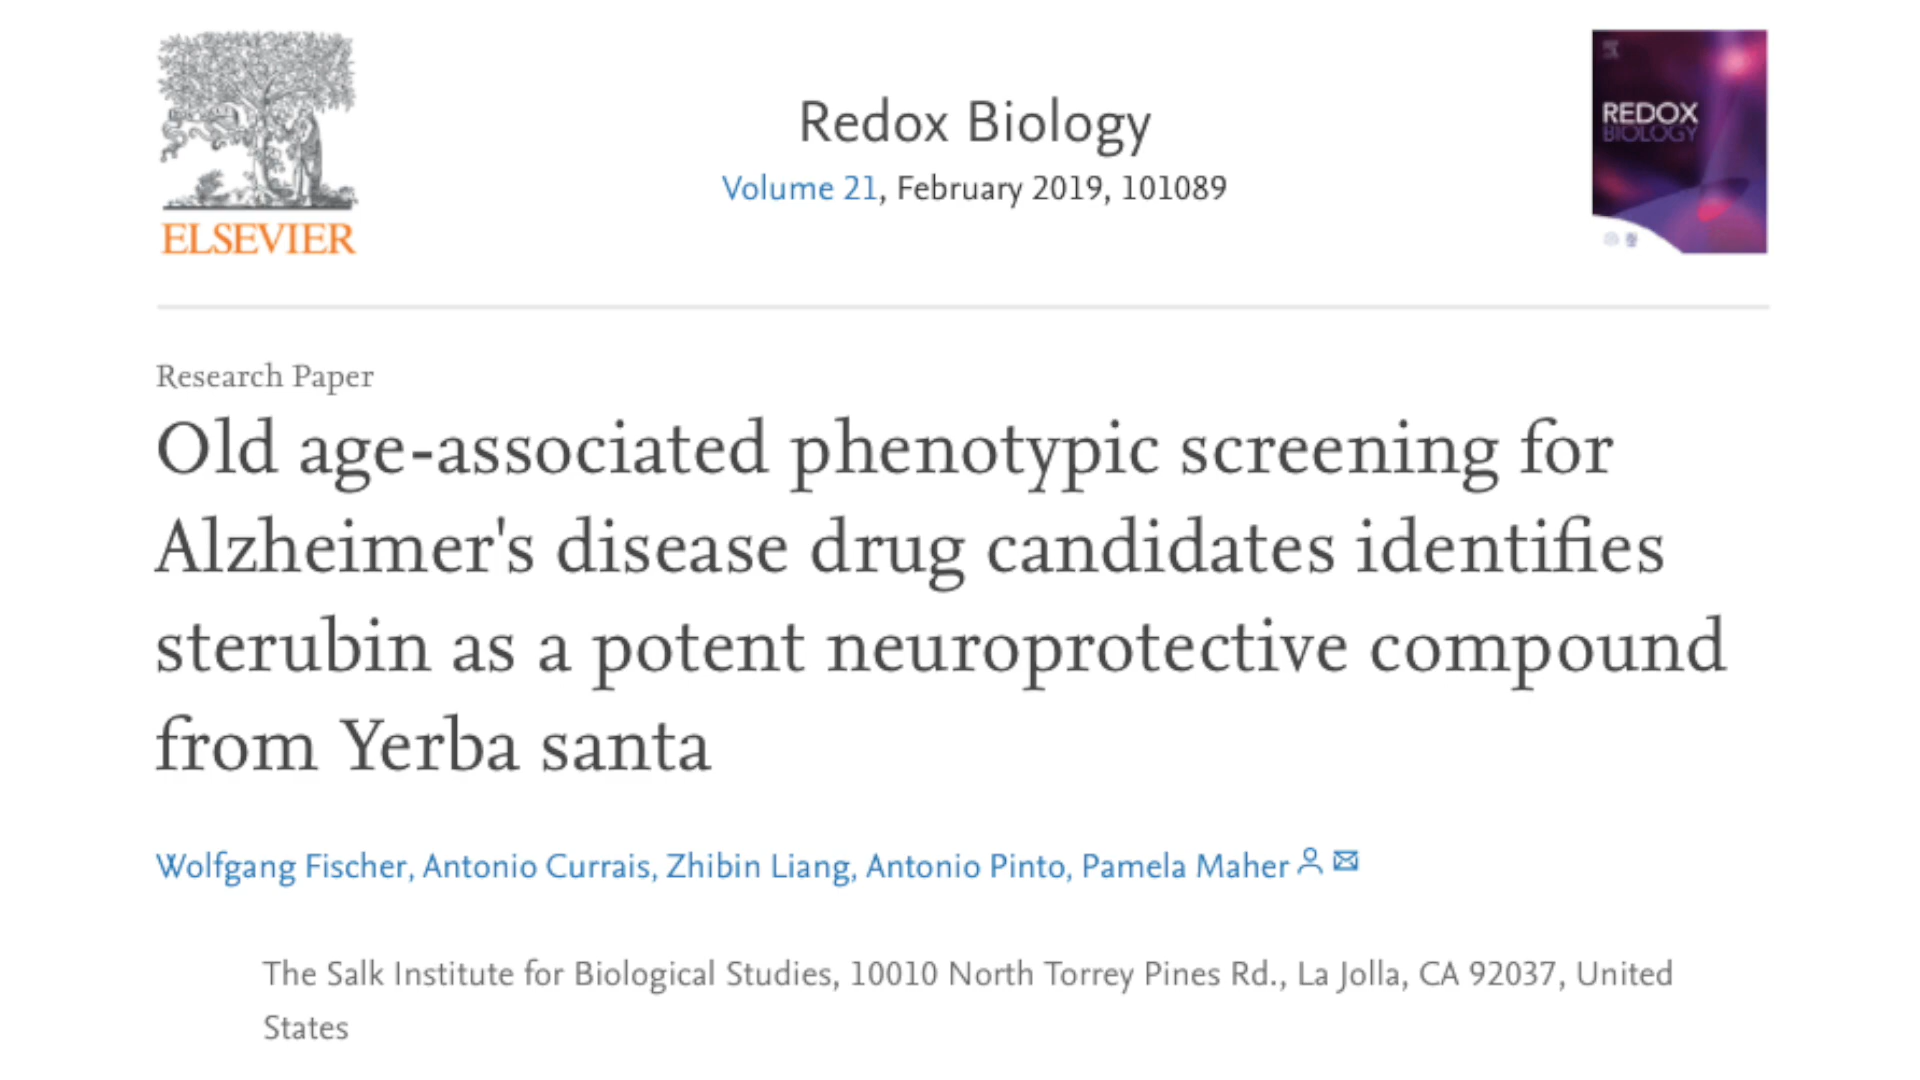 ELSEVIER
Redox Biology
Volume 21, February 2019, 101089
REDOX
BIOLOGY
Research Paper
Old age-associated phenotypic screening for
Alzheimer's disease drug candidates identifies
sterubin as a potent neuroprotective compound
from Yerba santa
Wolfgang Fischer, Antonio Currais, Zhibin Liang, Antonio Pinto, Pamela Maher
The Salk Institute for Biological Studies, 10010 North Torrey Pines Rd., La Jolla, CA 92037, United
States